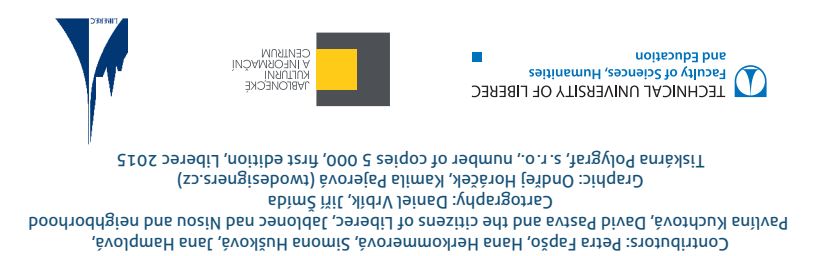 Contributors: Petra Fapšo, Hana Herkommerová, Simona Hušková, Jana Hamplová,
Pavlína Kuchtová, David Pastva and the citizens of Liberec, Jablonec nad Nisou and neighborhood
Cartography: Daniel Vrbík, Jiří Šmída
Graphic: Ondřej Horáček, Kamila Pajerová (twodesigners.cz)
Tiskárna Polygraf, s.r.o., number of copies 5 000, first edition, Liberec 2015
TECHNICAL UNIVERSITY OF LIBEREC
Faculty of Sciences, Humanities
and Education
JABLONECKÉ
KULTURNÍ
A INFORMAČNÍ
CENTRUM
LIBEREC